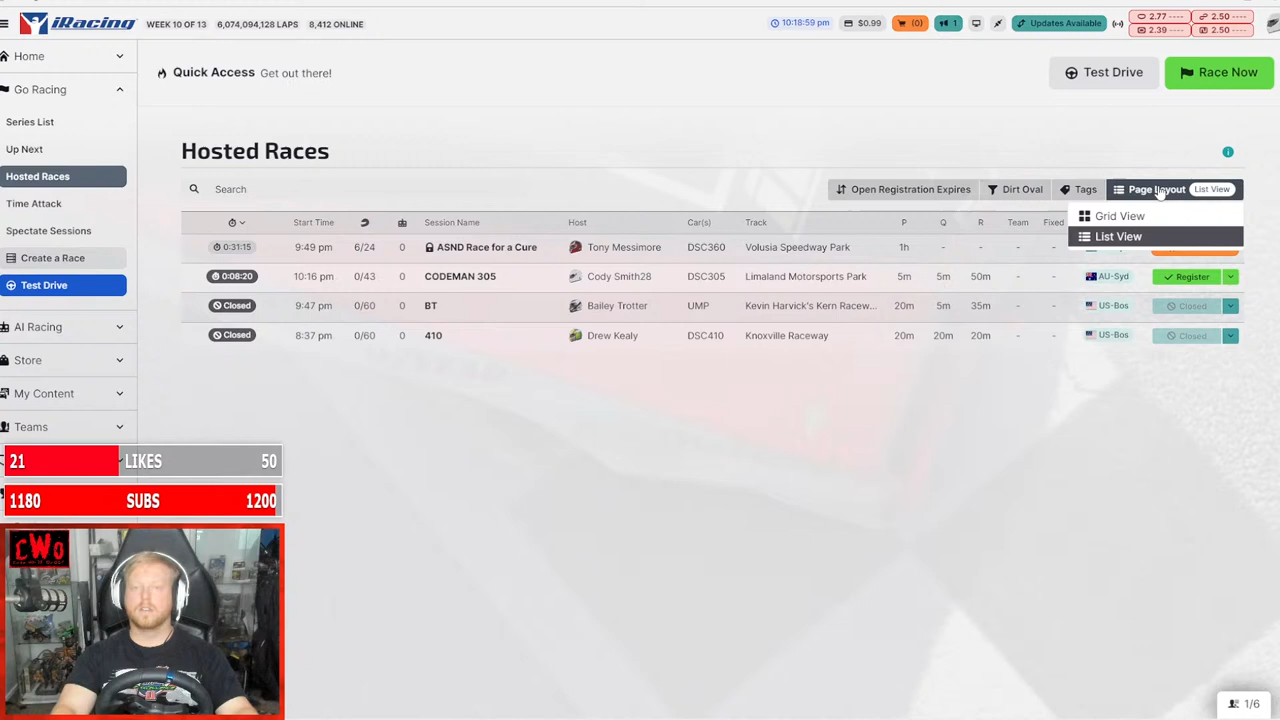 iRacing WEEK 10 OF 13 6,074,094,128 LAPS 8,412 ONLINE 10:18:59 pm $0.99 (0) 1 Updates Available 2.77 ---- 2.50 ----
2.39 ---- 2.50 ----
Home
Quick Access Get out there! Test Drive Race Now
Go Racing
Series List
Up Next
Hosted Races
Time Attack
Spectate Sessions
Create a Race
Test Drive
AI Racing
Store
My Content
Teams
Hosted Races
Search Open Registration Expires Dirt Oval Tags Page Layout List View
Grid View
List View
Start Time Session Name Host Car(s) Track P Q R Team Fixed
0:31:15 9:49 pm 6/24 0 Tony Messimore DSC360 Volusia Speedway Park 1h - - - -
0:08:20 10:16 pm 0/43 0 CODEMAN 305 Cody Smith28 DSC305 Limaland Motorsports Park 5m 5m 50m - - AU-Syd Register
Closed 9:47 pm 0/60 0 BT Bailey Trotter UMP Kevin Harvick's Kern Racew... 20m 5m 35m - - US-Bos Closed
Closed 8:37 pm 0/60 0 410 Drew Kealy DSC410 Knoxville Raceway 20m 20m 20m - - US-Bos Closed
21 LIKES 50
1180 SUBS 1200
CWO
1/6